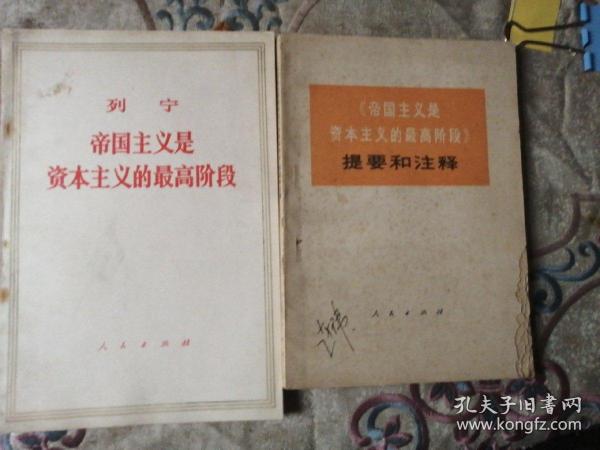 列 宁
帝国主义是
资本主义的最高阶段
人民出版社
《帝国主义是
资本主义的最高阶段》
提要和注释
人民出版社
孔夫子旧书网
www.kongfz.com